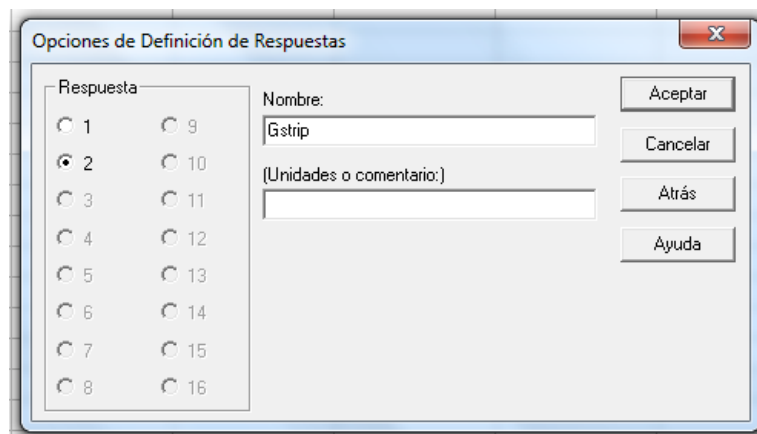 Opciones de Definición de Respuestas
X
Respuesta
1
2
3
4
5
6
7
8
9
10
11
12
13
14
15
16
Nombre:
Gstrip
(Unidades o comentario:)
Aceptar
Cancelar
Atrás
Ayuda